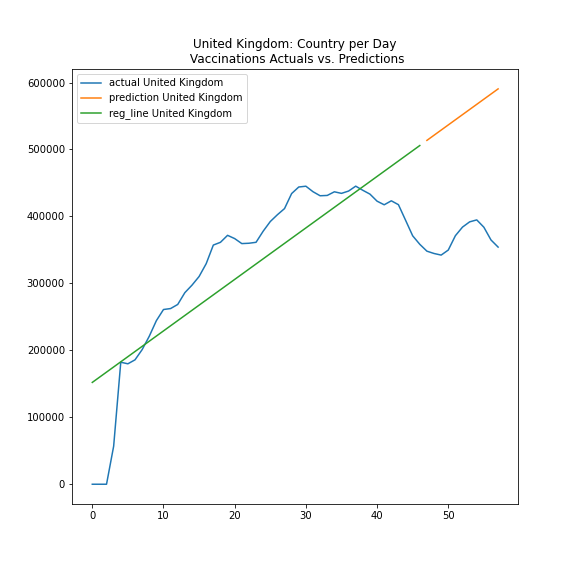 United Kingdom: Country per Day
Vaccinations Actuals vs. Predictions
actual United Kingdom
prediction United Kingdom
reg_line United Kingdom
600000
500000
400000
300000
200000
100000
0
0 10 20 30 40 50